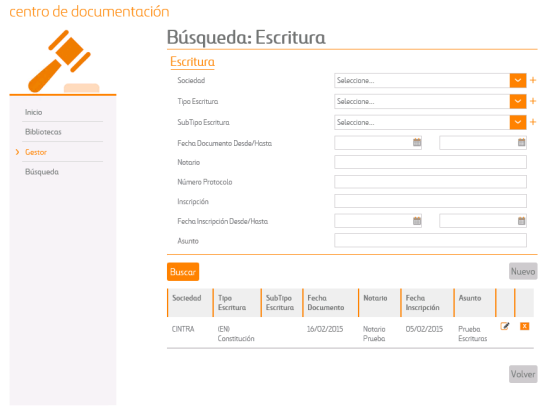 centro de documentación
Búsqueda: Escritura
Inicio
Bibliotecas
Gestor
Búsqueda
Escritura
Sociedad Seleccione...
Tipo Escritura Seleccione...
SubTipo Escritura Seleccione...
Fecha Documento Desde/Hasta
Notario
Número Protocolo
Inscripción
Fecha Inscripción Desde/Hasta
Asunto
Buscar Nuevo
Sociedad Tipo Escritura SubTipo Escritura Fecha Documento Notario Fecha Inscripción Asunto
CINTRA (EN) Constitución 16/02/2015 Notario Prueba 05/02/2015 Prueba Escrituras
Volver